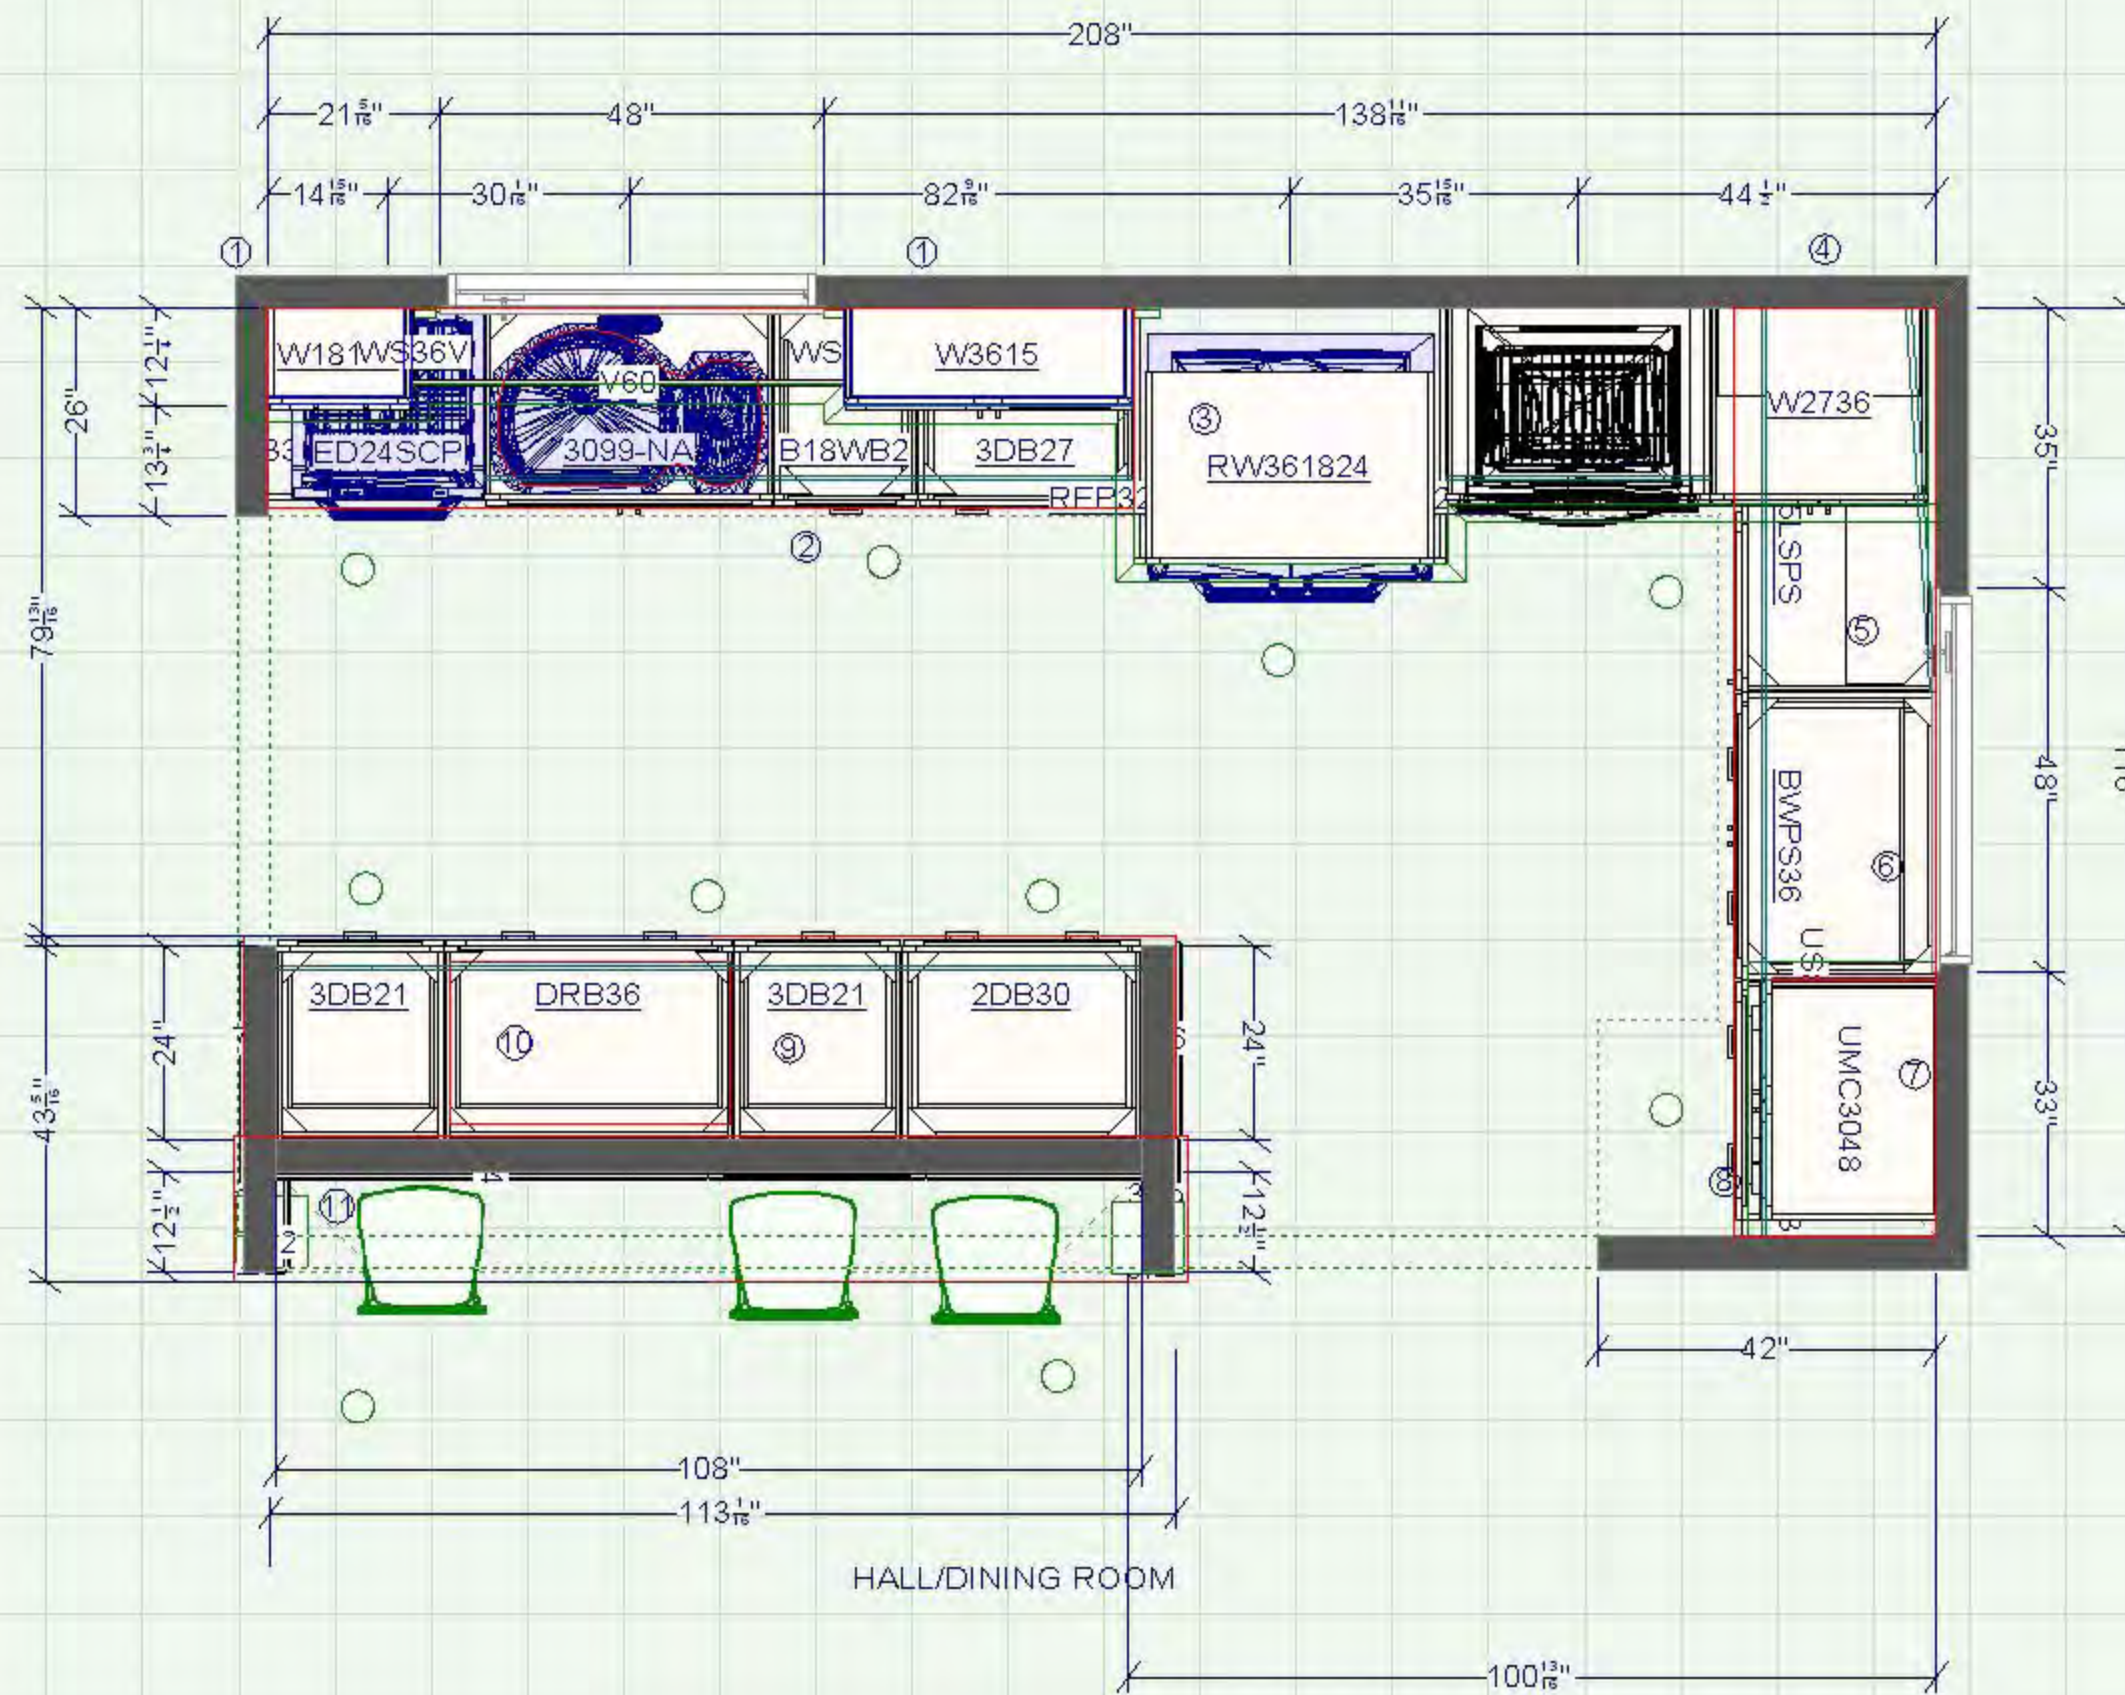 208"
21 5/16"
48"
138 11/16"
14 15/16"
30 1/16"
82 9/16"
35 15/16"
44 1/2"
①
①
④
W181
WS36V
V60
WS
W3615
W2736
③
RW361824
ED24SCP
3099-NA
B18WB2
3DB27
②
12 1/4"
26"
13 3/4"
79 13/16"
35"
⑤
48"
BWPS36
⑥
US
3DB21
DRB36
3DB21
2DB30
⑩
⑨
24"
24"
43 5/16"
UMC3048
⑦
33"
⑧
12 1/2"
12 1/2"
⑪
2
42"
108"
113 1/16"
HALL/DINING ROOM
100 13/16"